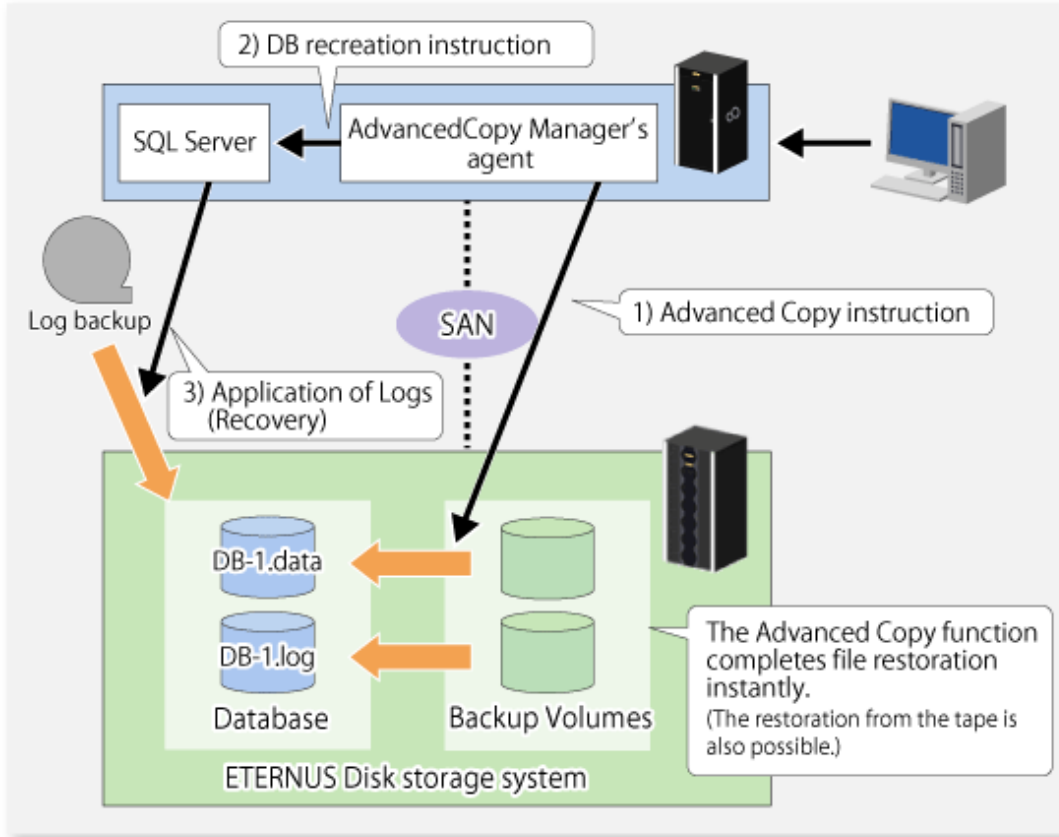 2) DB recreation instruction
SQL Server
AdvancedCopy Manager's
agent
Log backup
SAN
1) Advanced Copy instruction
3) Application of Logs
(Recovery)
DB-1.data
DB-1.log
Database
Backup Volumes
The Advanced Copy function
completes file restoration
instantly.
(The restoration from the tape is
also possible.)
ETERNUS Disk storage system